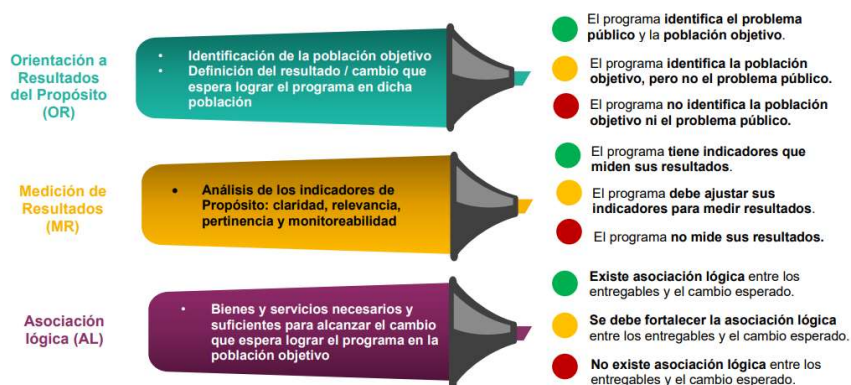 Orientación a
Resultados
del Propósito
(OR)
• Identificación de la población objetivo
• Definición del resultado / cambio que
espera lograr el programa en dicha
población
El programa identifica el problema
público y la población objetivo.
El programa identifica la población
objetivo, pero no el problema público.
El programa no identifica la población
objetivo ni el problema público.
Medición de
Resultados
(MR)
• Análisis de los indicadores de
Propósito: claridad, relevancia,
pertinencia y monitoreabilidad
El programa tiene indicadores que
miden sus resultados.
El programa debe ajustar sus
indicadores para medir resultados.
El programa no mide sus resultados.
Asociación
lógica (AL)
• Bienes y servicios necesarios y
suficientes para alcanzar el cambio
que espera lograr el programa en la
población objetivo
Existe asociación lógica entre los
entregables y el cambio esperado.
Se debe fortalecer la asociación lógica
entre los entregables y el cambio esperado.
No existe asociación lógica entre los
entregables y el cambio esperado.